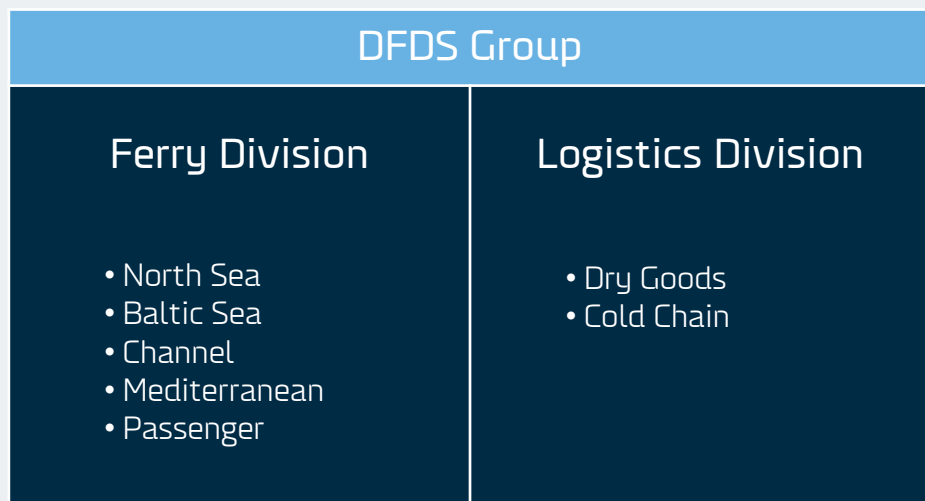 DFDS Group
Ferry Division
• North Sea
• Baltic Sea
• Channel
• Mediterranean
• Passenger
Logistics Division
• Dry Goods
• Cold Chain